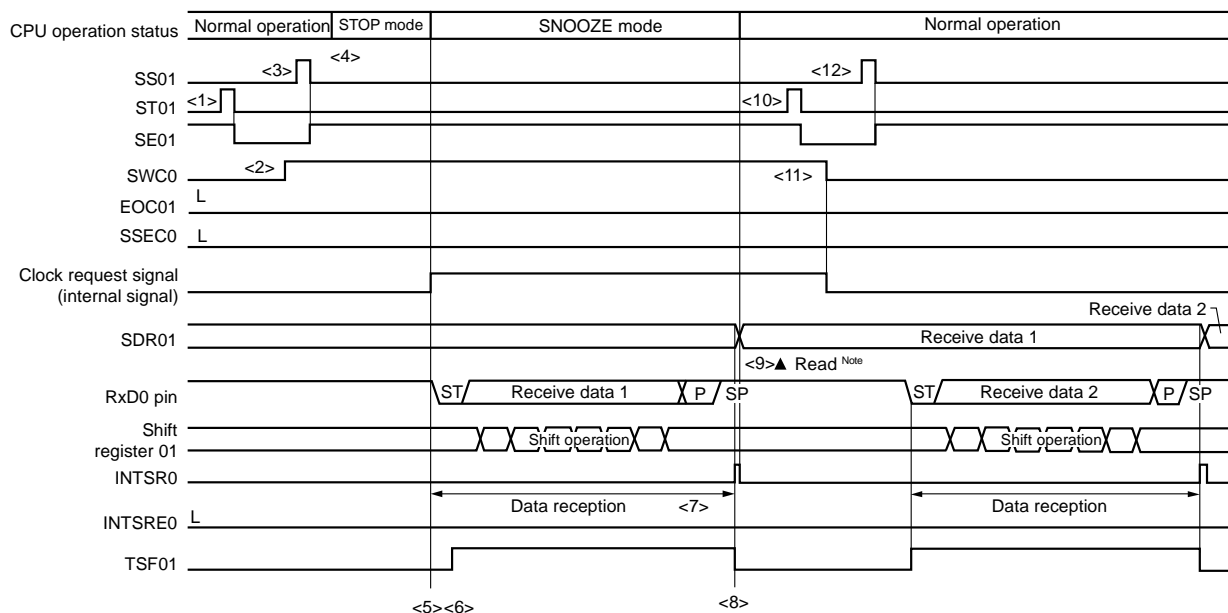 CPU operation status
Normal operation
STOP mode
SNOOZE mode
Normal operation
<4>
SS01
<3>
<12>
ST01
<1>
<10>
SE01
SWC0
<2>
<11>
EOC01
L
SSEC0
L
Clock request signal
(internal signal)
Receive data 2
SDR01
Receive data 1
<9>▲ Read Note
RxD0 pin
ST
Receive data 1
P
SP
ST
Receive data 2
P
SP
Shift
register 01
Shift operation
Shift operation
INTSR0
Data reception
<7>
Data reception
INTSRE0
L
TSF01
<5><6>
<8>